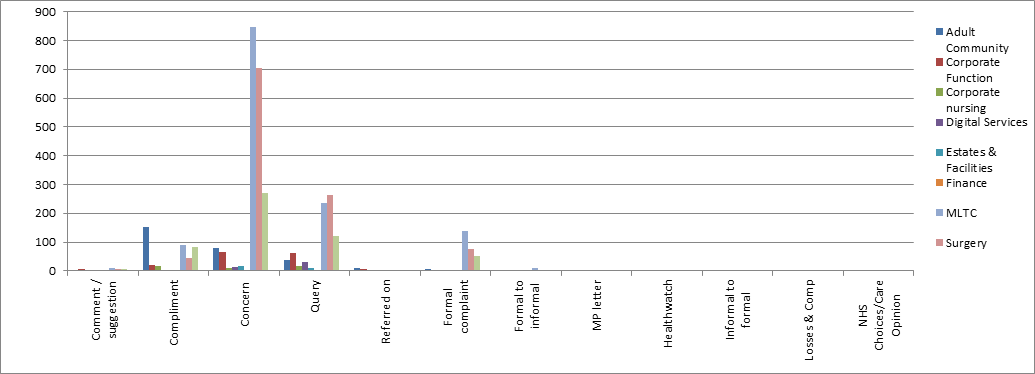 900
800
700
600
500
400
300
200
100
0
Comment /
suggestion
Compliment
Concern
Query
Referred on
Formal
complaint
Formal to
informal
MP letter
Healthwatch
Informal to
formal
Losses & Comp
NHS
Choices/Care
Opinion
Adult
Community
Corporate
Function
Corporate
nursing
Digital Services
Estates &
Facilities
Finance
MLTC
Surgery